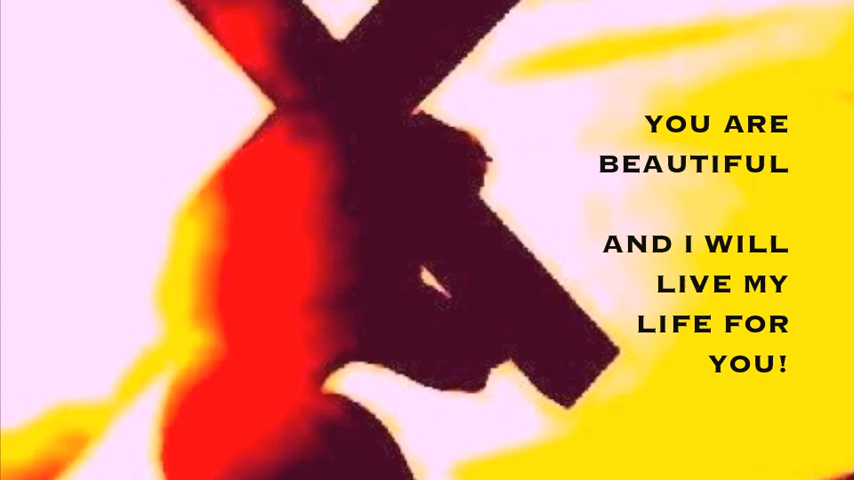 YOU ARE
BEAUTIFUL
AND I WILL
LIVE MY
LIFE FOR
YOU!